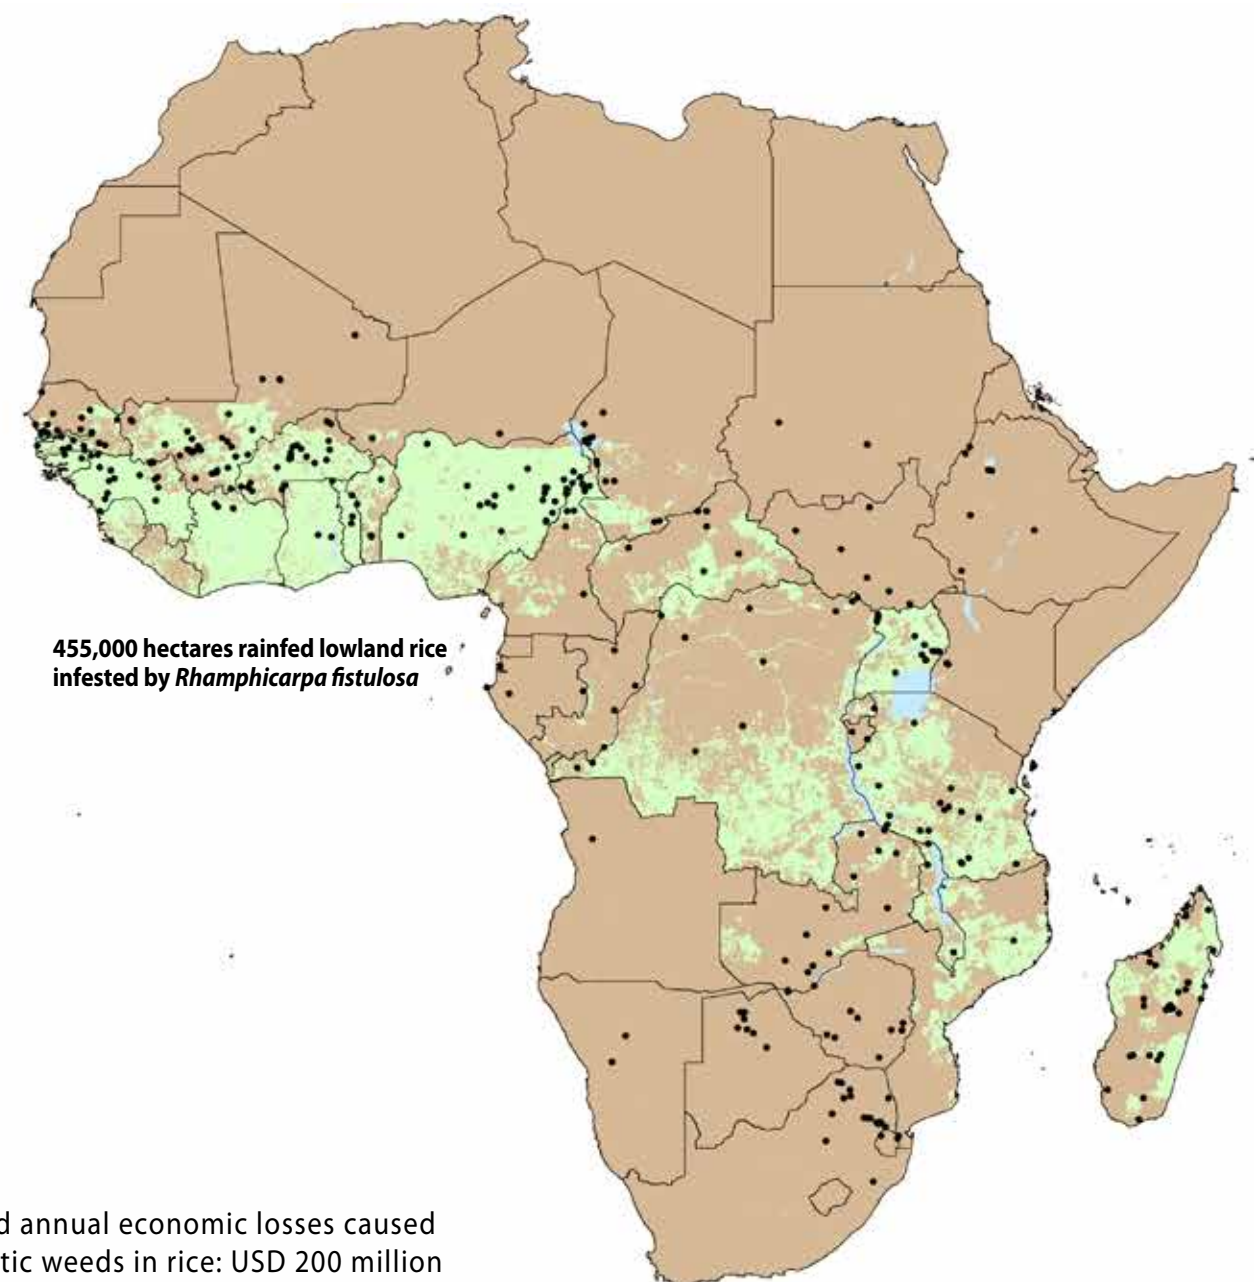 455,000 hectares rainfed lowland rice
infested by Rhamphicarpa fistulosa
d annual economic losses caused
tic weeds in rice: USD 200 million